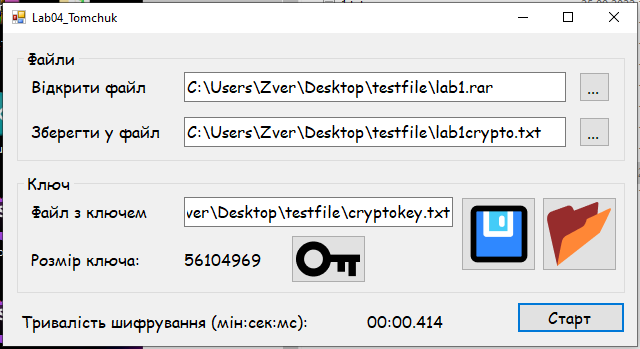 Lab04_Tomchuk
Файли
Відкрити файл C:\Users\Zver\Desktop\testfile\lab1.rar ...
Зберегти у файл C:\Users\Zver\Desktop\testfile\lab1crypto.txt ...
Ключ
Файл з ключем ver\Desktop\testfile\cryptokey.txt
Розмір ключа: 56104969
Тривалість шифрування (мін:сек:мс): 00:00.414 Старт